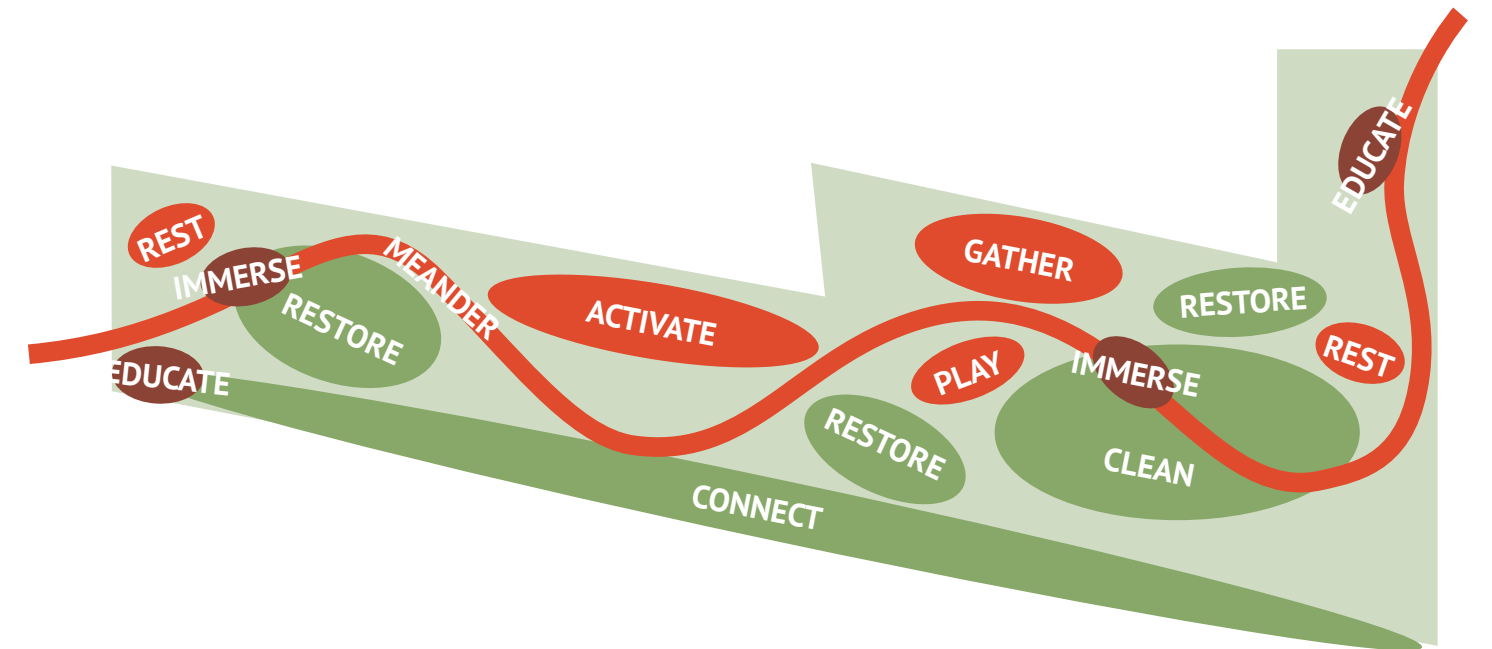 EDUCATE
REST
IMMERSE
RESTORE
EDUCATE
MEANDER
ACTIVATE
GATHER
RESTORE
REST
PLAY
IMMERSE
RESTORE
CLEAN
CONNECT